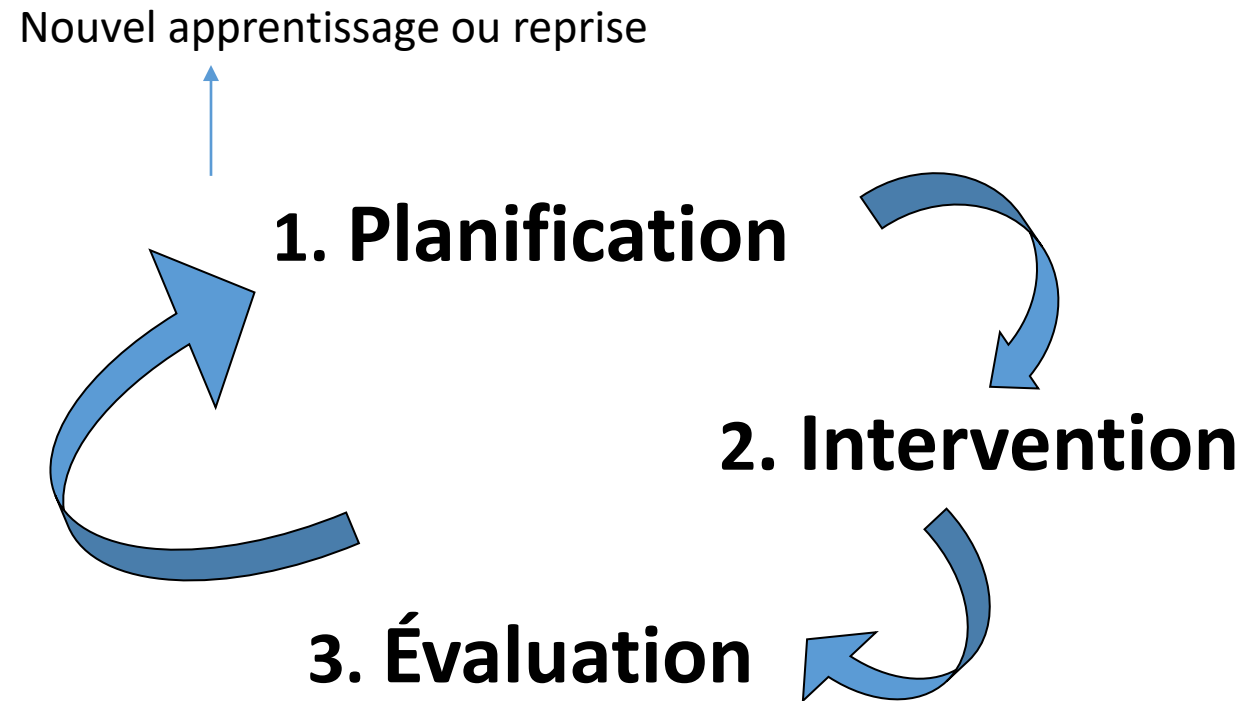 Nouvel apprentissage ou reprise
1. Planification
2. Intervention
3. Évaluation